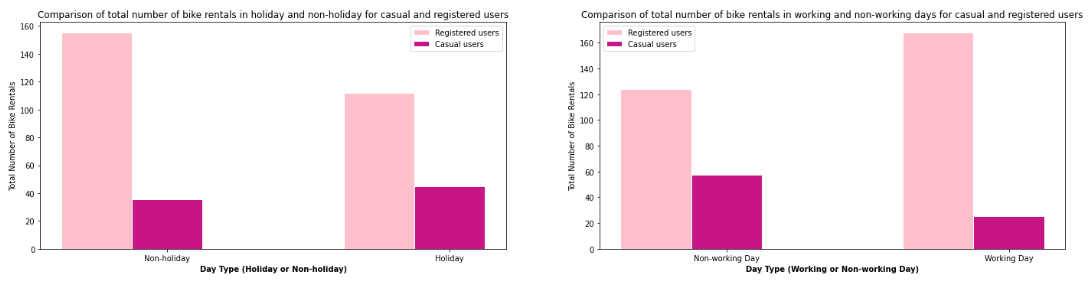 Comparison of total number of bike rentals in holiday and non-holiday for casual and registered users
Total Number of Bike Rentals
160
140
120
100
80
60
40
20
0
Registered users
Casual users
Non-holiday
Holiday
Day Type (Holiday or Non-holiday)
Comparison of total number of bike rentals in working and non-working days for casual and registered users
Total Number of Bike Rentals
160
140
120
100
80
60
40
20
0
Registered users
Casual users
Non-working Day
Working Day
Day Type (Working or Non-working Day)